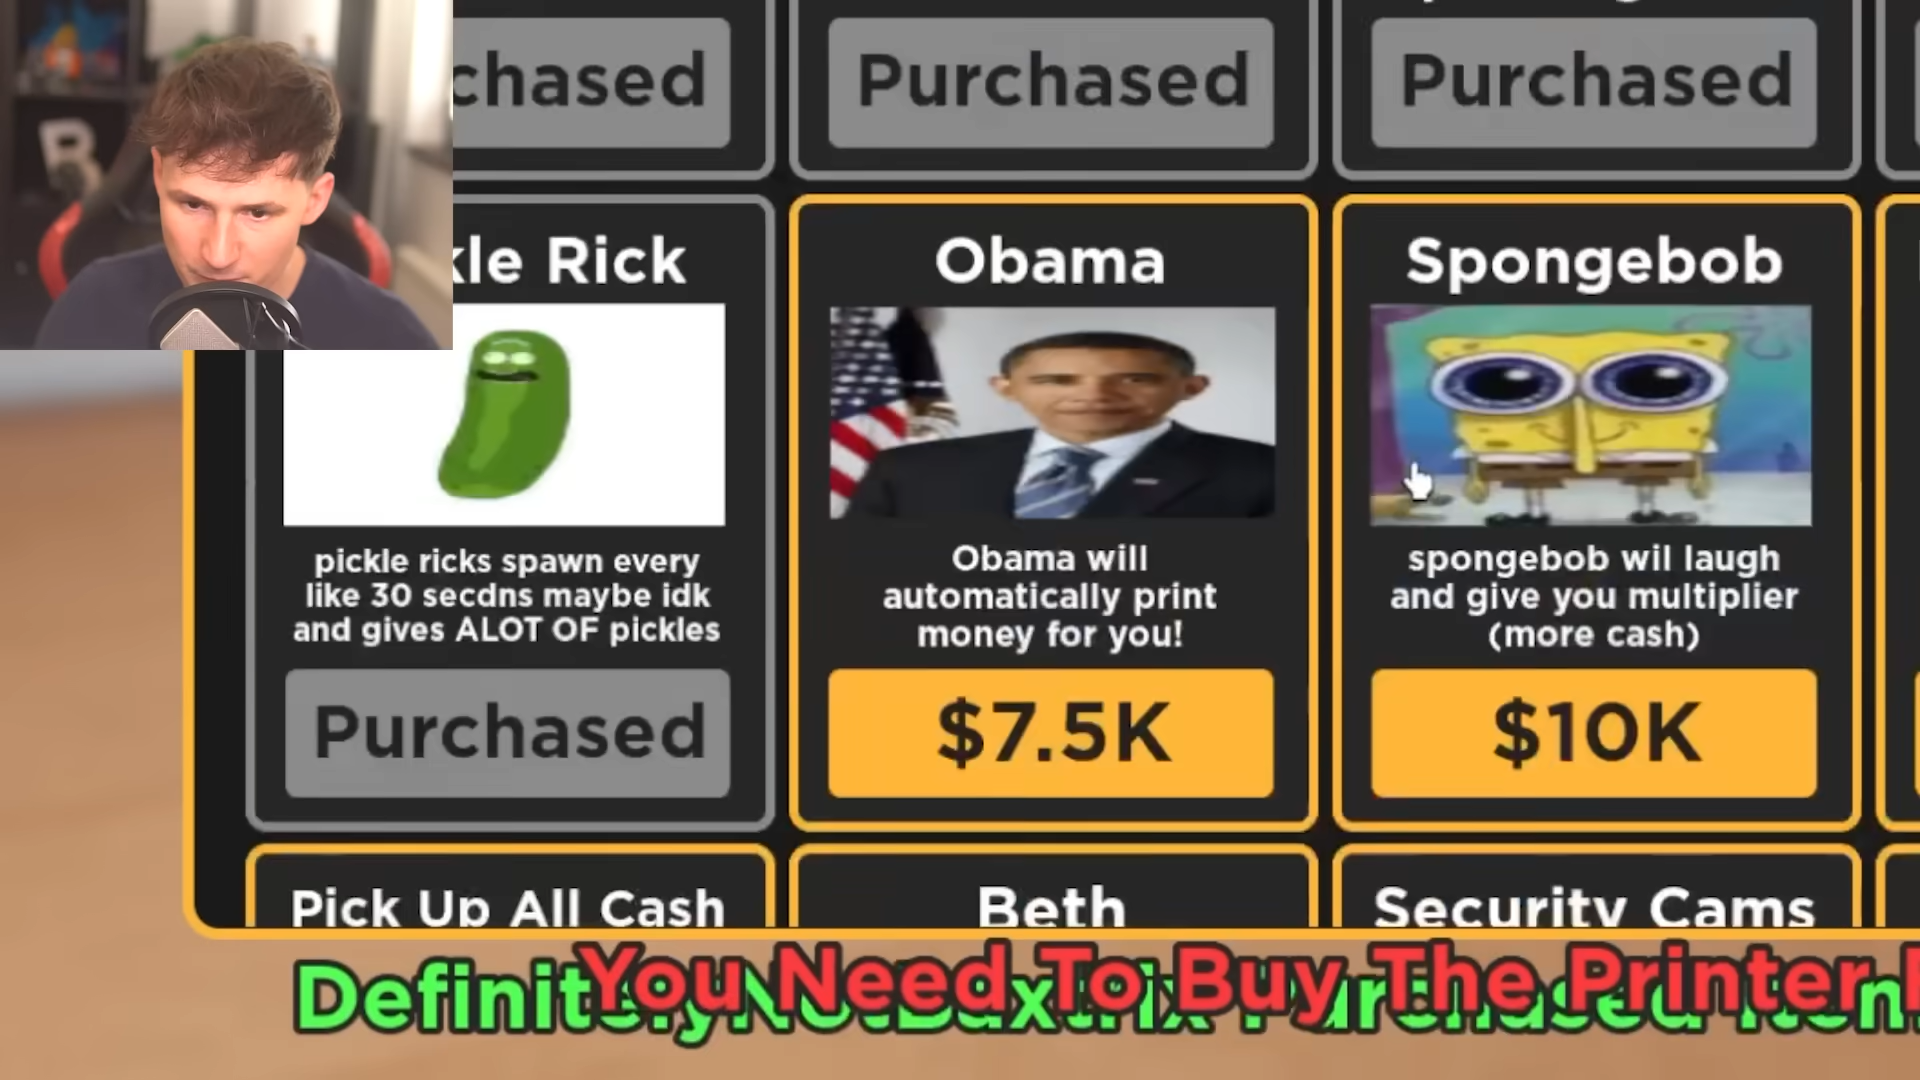 chased
Purchased
Purchased
kle Rick
Obama
Spongebob
pickle ricks spawn every
like 30 secdns maybe idk
and gives ALOT OF pickles
Obama will
automatically print
money for you!
spongebob wil laugh
and give you multiplier
(more cash)
Purchased
$7.5K
$10K
Pick Up All Cash
Beth
Security Cams
You Need To Buy The Printer
DefinitelyNotBaxtrix Purchased
B